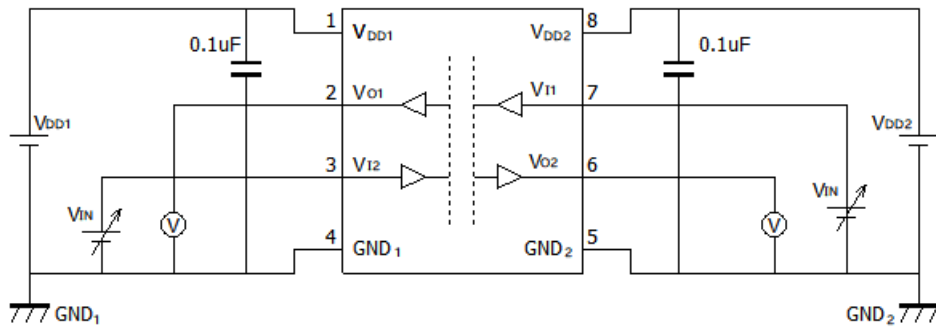 1 VDD1 VDD2 8
0.1uF 0.1uF
2 VO1 VI1 7
VDD1 VDD2
3 VI2 VO2 6
VIN V V VIN
4 GND1 GND2 5
GND1 GND2